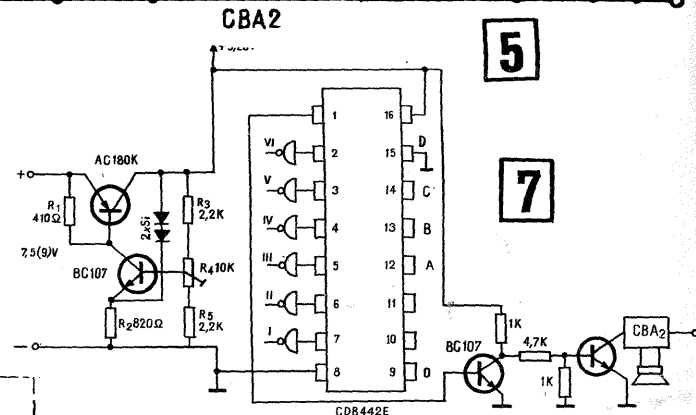 CBA2
5
7
AC180K
+
R1
410Ω
7,5(9)V
BC107
2xSi
R3
2,2K
R4 10K
R5
2,2K
R2 820Ω
−
VI
V
IV
III
II
I
1
2
3
4
5
6
7
8
16
15
14
13
12
11
10
9
D
C
B
A
0
CDB442E
BC107
1K
4,7K
1K
CBA2